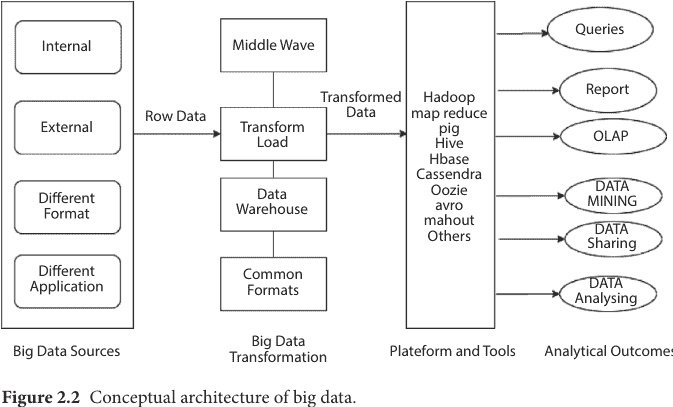 Internal
External
Different
Format
Different
Application
Big Data Sources
Row Data
Middle Wave
Transform
Load
Data
Warehouse
Common
Formats
Big Data
Transformation
Transformed
Data
Hadoop
map reduce
pig
Hive
Hbase
Cassendra
Oozie
avro
mahout
Others
Plateform and Tools
Queries
Report
OLAP
DATA
MINING
DATA
Sharing
DATA
Analysing
Analytical Outcomes
Figure 2.2 Conceptual architecture of big data.